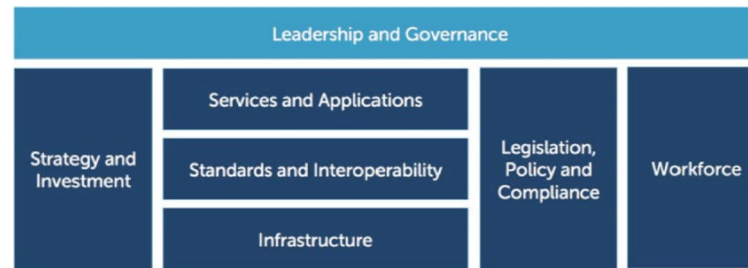 Leadership and Governance
Strategy and
Investment
Services and Applications
Standards and Interoperability
Infrastructure
Legislation,
Policy and
Compliance
Workforce